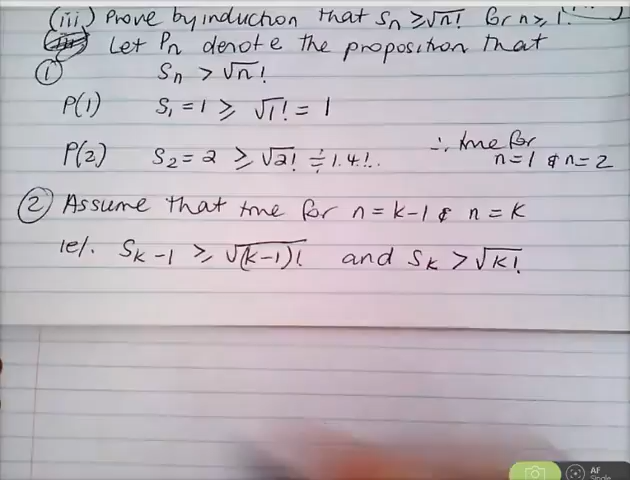 (iii) Prove by induction that Sn ≥ √n! for n ≥ 1.
Let Pn denote the proposition that
① Sn > √n!
P(1) S1 = 1 ≥ √1! = 1
P(2) S2 = 2 ≥ √2! ≑ 1.41.. ∴ true for n=1 & n=2
② Assume that true for n = k-1 & n = k
ie/. Sk-1 ≥ √(k-1)! and Sk > √k!
AF
Single